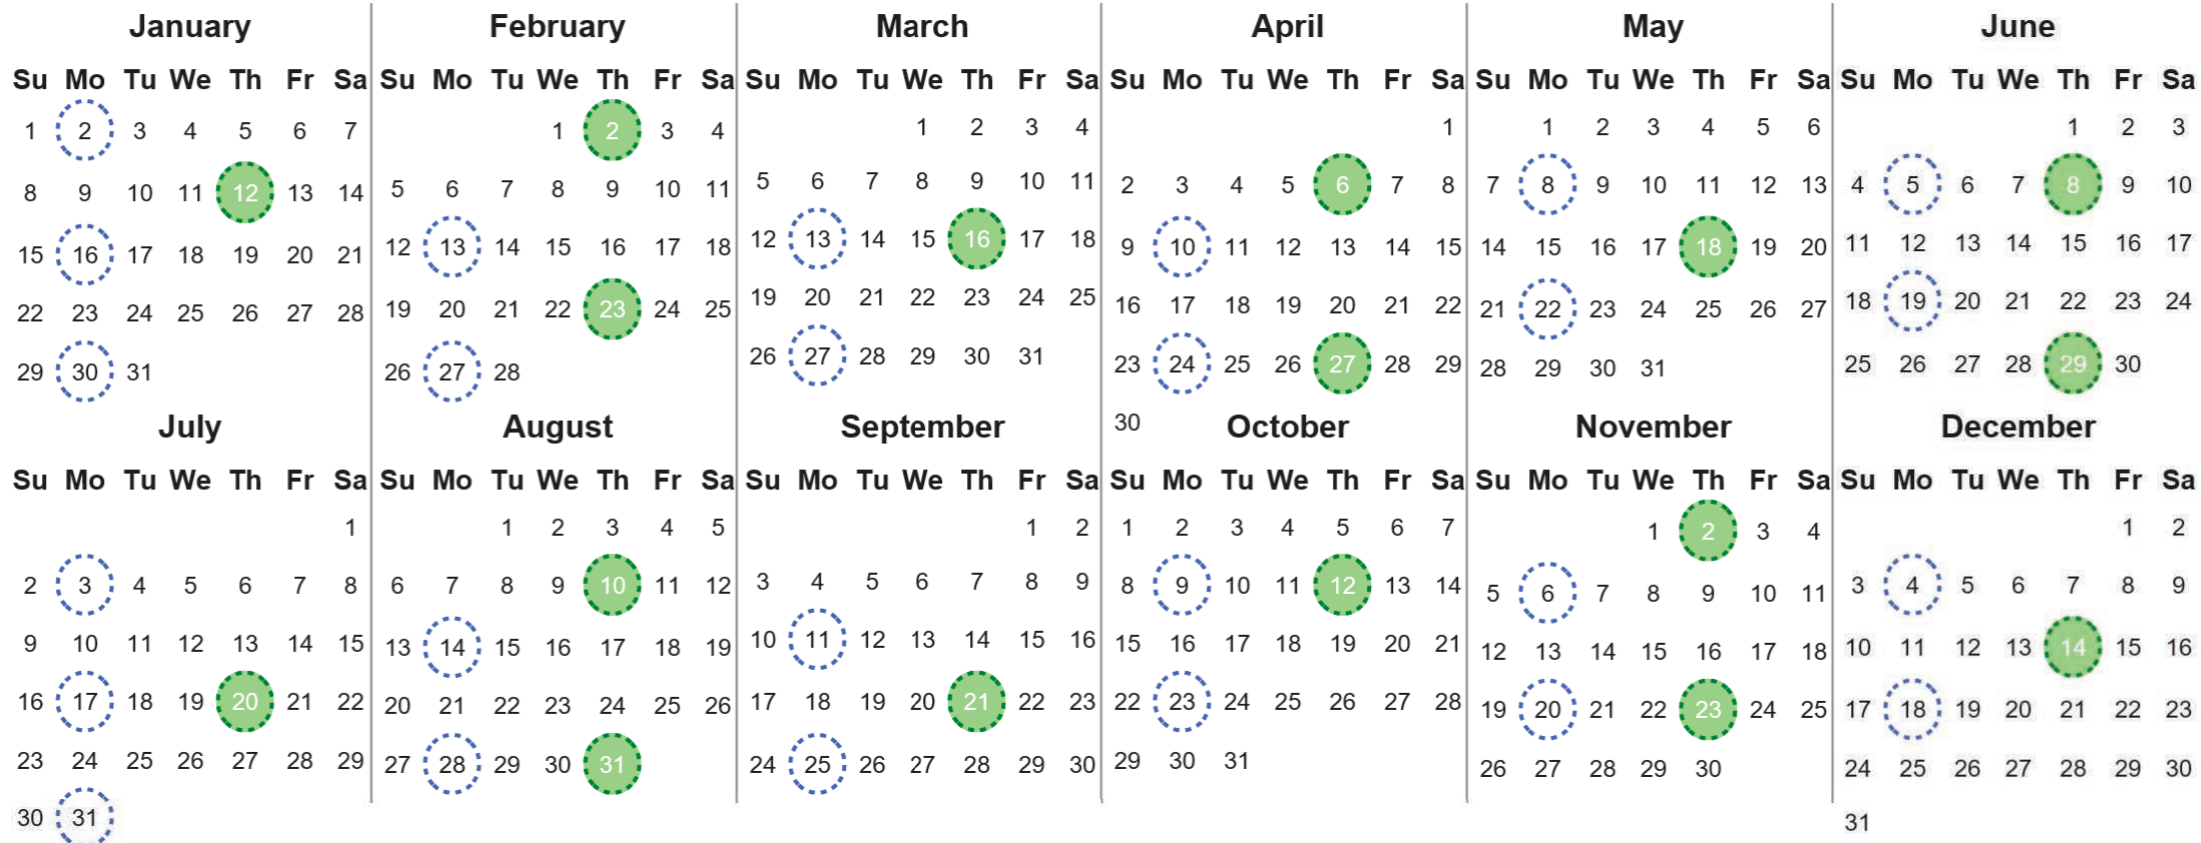 January February March April May June
Su Mo Tu We Th Fr Sa Su Mo Tu We Th Fr Sa Su Mo Tu We Th Fr Sa Su Mo Tu We Th Fr Sa Su Mo Tu We Th Fr Sa Su Mo Tu We Th Fr Sa
1 2 3 4 5 6 7 1 2 3 4 1 2 3 4 1 1 2 3 4 5 6 1 2 3
8 9 10 11 12 13 14 5 6 7 8 9 10 11 5 6 7 8 9 10 11 2 3 4 5 6 7 8 7 8 9 10 11 12 13 4 5 6 7 8 9 10
15 16 17 18 19 20 21 12 13 14 15 16 17 18 12 13 14 15 16 17 18 9 10 11 12 13 14 15 14 15 16 17 18 19 20 11 12 13 14 15 16 17
22 23 24 25 26 27 28 19 20 21 22 23 24 25 19 20 21 22 23 24 25 16 17 18 19 20 21 22 21 22 23 24 25 26 27 18 19 20 21 22 23 24
29 30 31 26 27 28 26 27 28 29 30 31 23 24 25 26 27 28 29 28 29 30 31 25 26 27 28 29 30
30
July August September October November December
Su Mo Tu We Th Fr Sa Su Mo Tu We Th Fr Sa Su Mo Tu We Th Fr Sa Su Mo Tu We Th Fr Sa Su Mo Tu We Th Fr Sa Su Mo Tu We Th Fr Sa
1 1 2 3 4 5 1 2 1 2 3 4 5 6 7 1 2 3 4 1 2
2 3 4 5 6 7 8 6 7 8 9 10 11 12 3 4 5 6 7 8 9 8 9 10 11 12 13 14 5 6 7 8 9 10 11 3 4 5 6 7 8 9
9 10 11 12 13 14 15 13 14 15 16 17 18 19 10 11 12 13 14 15 16 15 16 17 18 19 20 21 12 13 14 15 16 17 18 10 11 12 13 14 15 16
16 17 18 19 20 21 22 20 21 22 23 24 25 26 17 18 19 20 21 22 23 22 23 24 25 26 27 28 19 20 21 22 23 24 25 17 18 19 20 21 22 23
23 24 25 26 27 28 29 27 28 29 30 31 24 25 26 27 28 29 30 29 30 31 26 27 28 29 30 24 25 26 27 28 29 30
30 31 31